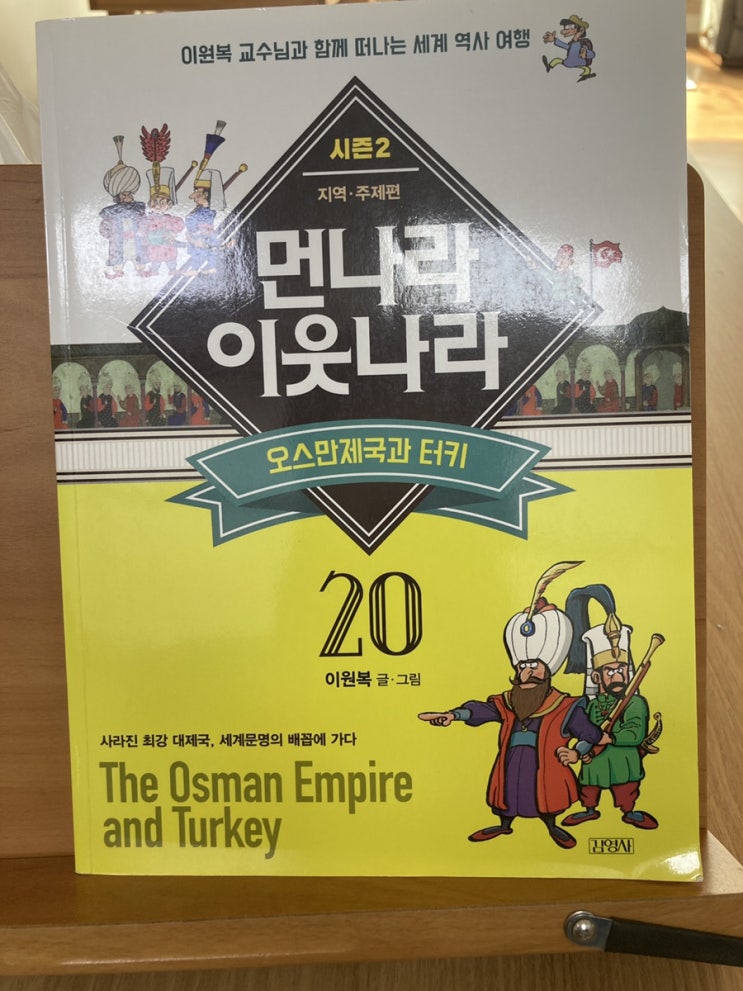 이원복 교수님과 함께 떠나는 세계 역사 여행
시즌2
지역·주제편
먼나라
이웃나라
오스만제국과 터키
20
이원복 글·그림
사라진 최강 대제국, 세계문명의 배꼽에 가다
The Osman Empire
and Turkey
김영사